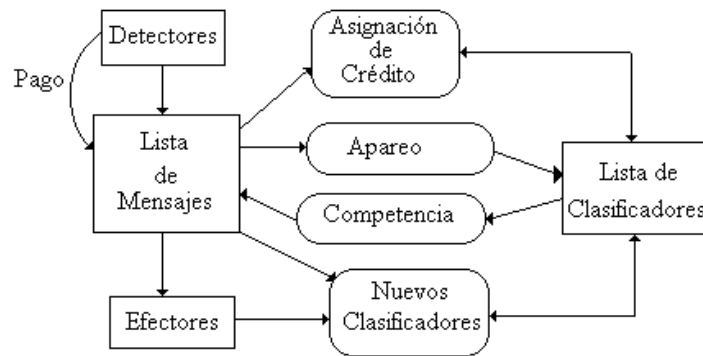 Detectores
Pago
Asignación
de
Crédito
Lista
de
Mensajes
Apareo
Competencia
Lista de
Clasificadores
Efectores
Nuevos
Clasificadores